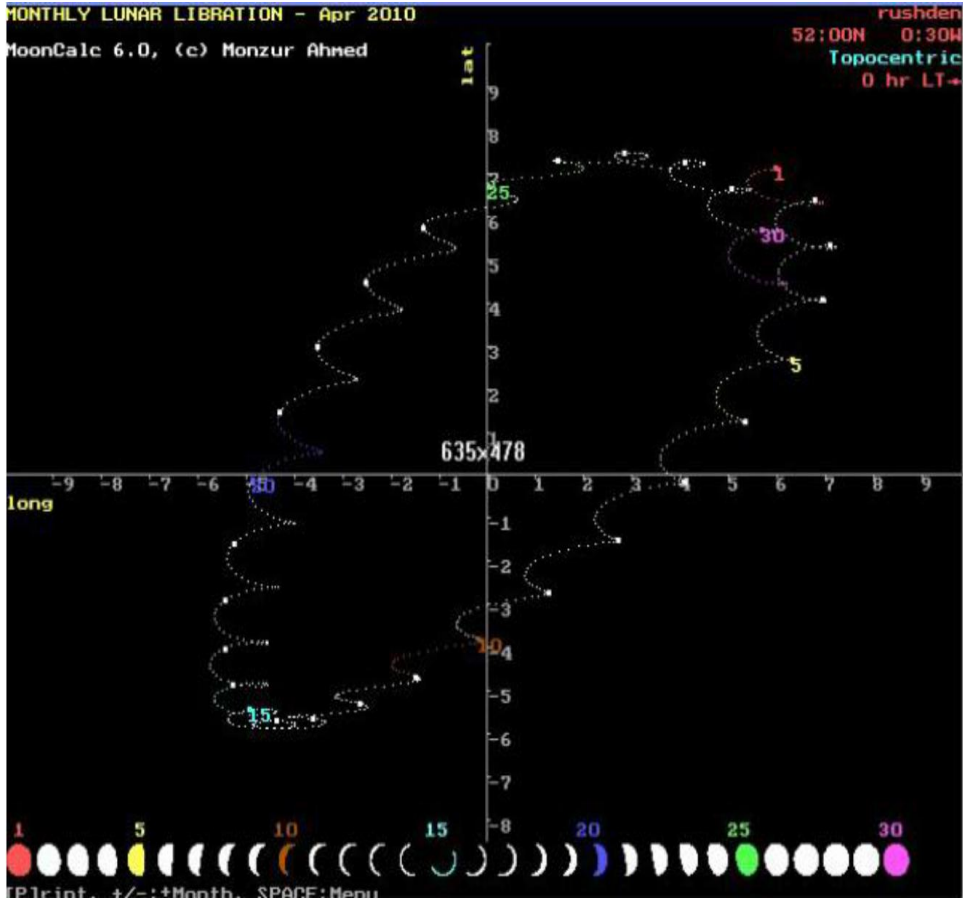 MONTHLY LUNAR LIBRATION - Apr 2010
rushden
52:00N 0:30W
MoonCalc 6.0, (c) Monzur Ahmed
Topocentric
0 hr LT
lat
9
8
7
1
25
6
30
5
4
3
5
2
1
635x478
-9 -8 -7 -6 -4 -3 -2 -1 0 1 2 3 4 5 6 7 8 9
20
long
-1
-2
-3
10
-4
-5
15
-6
-7
-8
1 5 10 15 20 25 30
[P]rint, +/-:±Month, SPACE:Menu